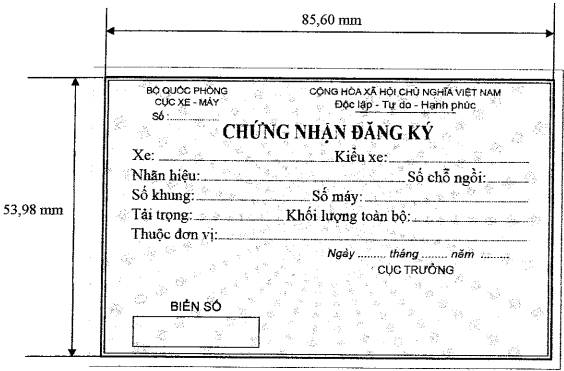 85,60 mm
BỘ QUỐC PHÒNG
CỤC XE - MÁY
Số :..............
CỘNG HÒA XÃ HỘI CHỦ NGHĨA VIỆT NAM
Độc lập - Tự do - Hạnh phúc
CHỨNG NHẬN ĐĂNG KÝ
Xe:.............................. Kiểu xe:..............................
Nhãn hiệu:.............................. Số chỗ ngồi:........
Số khung:.............................. Số máy:..............................
53,98 mm
Tải trọng:.................... Khối lượng toàn bộ:....................
Thuộc đơn vị:............................................................
Ngày ......... tháng ........ năm .........
CỤC TRƯỞNG
BIỂN SỐ